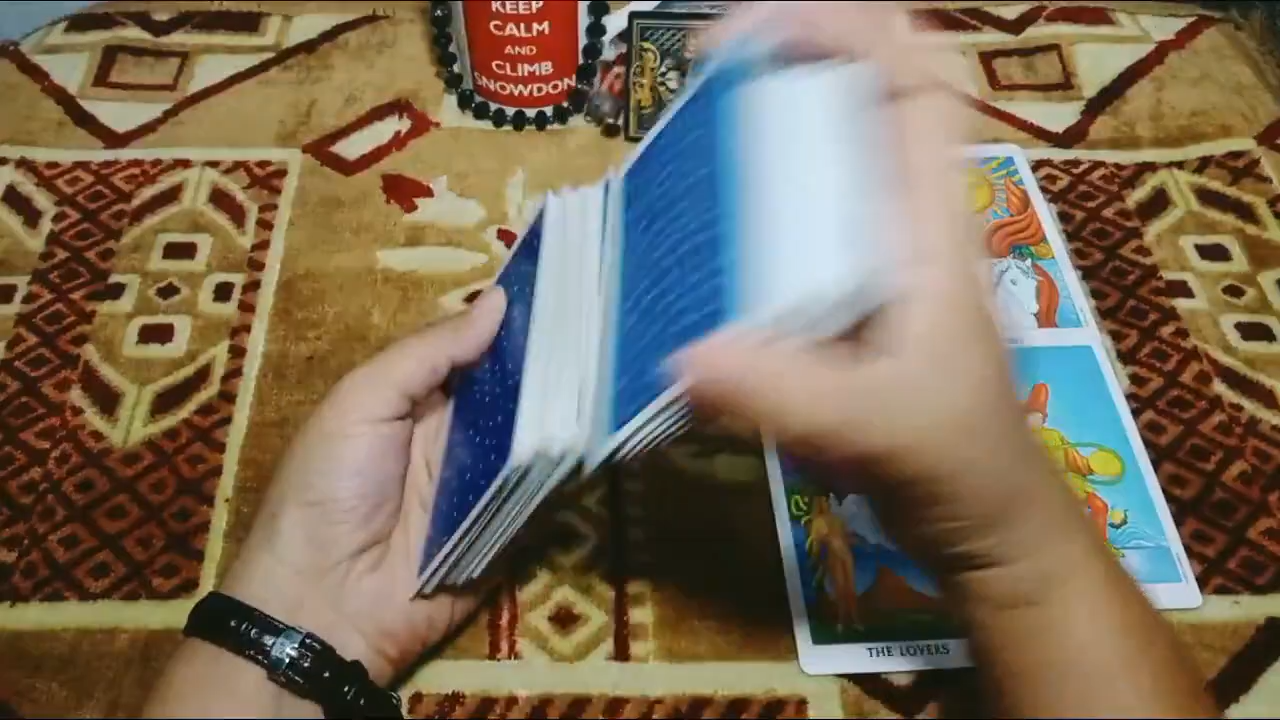 KEEP
CALM
AND
CLIMB
SNOWDON
THE LOVERS